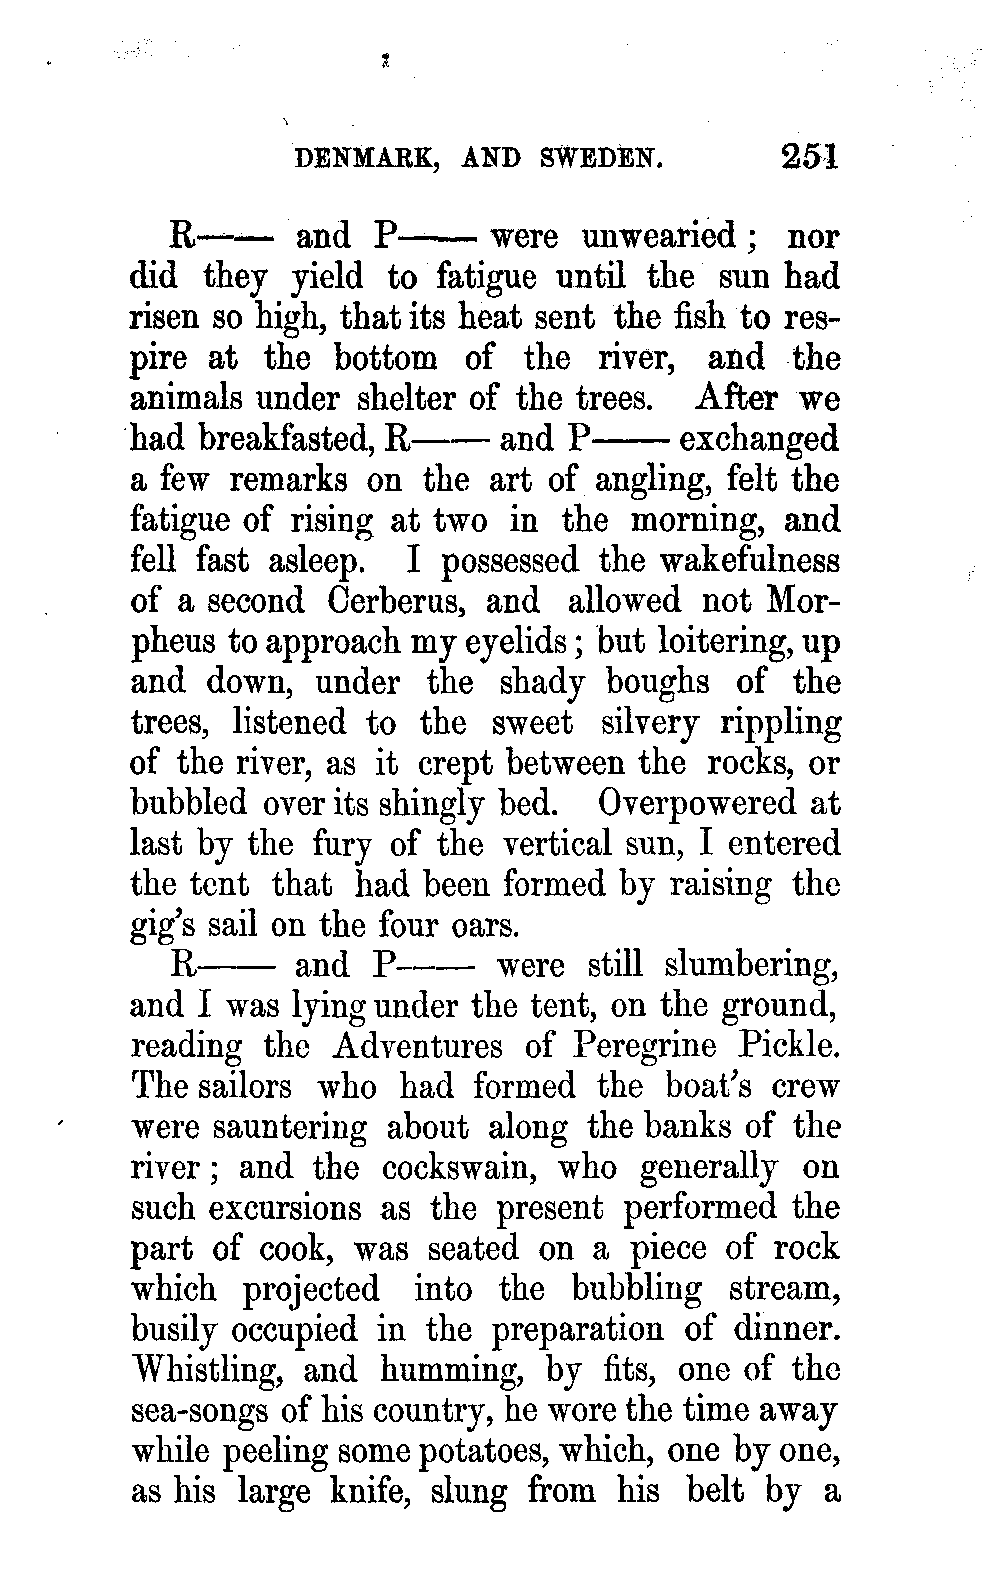 DENMARK, AND SWEDEN. 251
R—— and P—— were unwearied; nor
did they yield to fatigue until the sun had
risen so high, that its heat sent the fish to res-
pire at the bottom of the river, and the
animals under shelter of the trees. After we
had breakfasted, R—— and P—— exchanged
a few remarks on the art of angling, felt the
fatigue of rising at two in the morning, and
fell fast asleep. I possessed the wakefulness
of a second Cerberus, and allowed not Mor-
pheus to approach my eyelids; but loitering, up
and down, under the shady boughs of the
trees, listened to the sweet silvery rippling
of the river, as it crept between the rocks, or
bubbled over its shingly bed. Overpowered at
last by the fury of the vertical sun, I entered
the tent that had been formed by raising the
gig's sail on the four oars.
R—— and P—— were still slumbering,
and I was lying under the tent, on the ground,
reading the Adventures of Peregrine Pickle.
The sailors who had formed the boat's crew
were sauntering about along the banks of the
river; and the cockswain, who generally on
such excursions as the present performed the
part of cook, was seated on a piece of rock
which projected into the bubbling stream,
busily occupied in the preparation of dinner.
Whistling, and humming, by fits, one of the
sea-songs of his country, he wore the time away
while peeling some potatoes, which, one by one,
as his large knife, slung from his belt by a